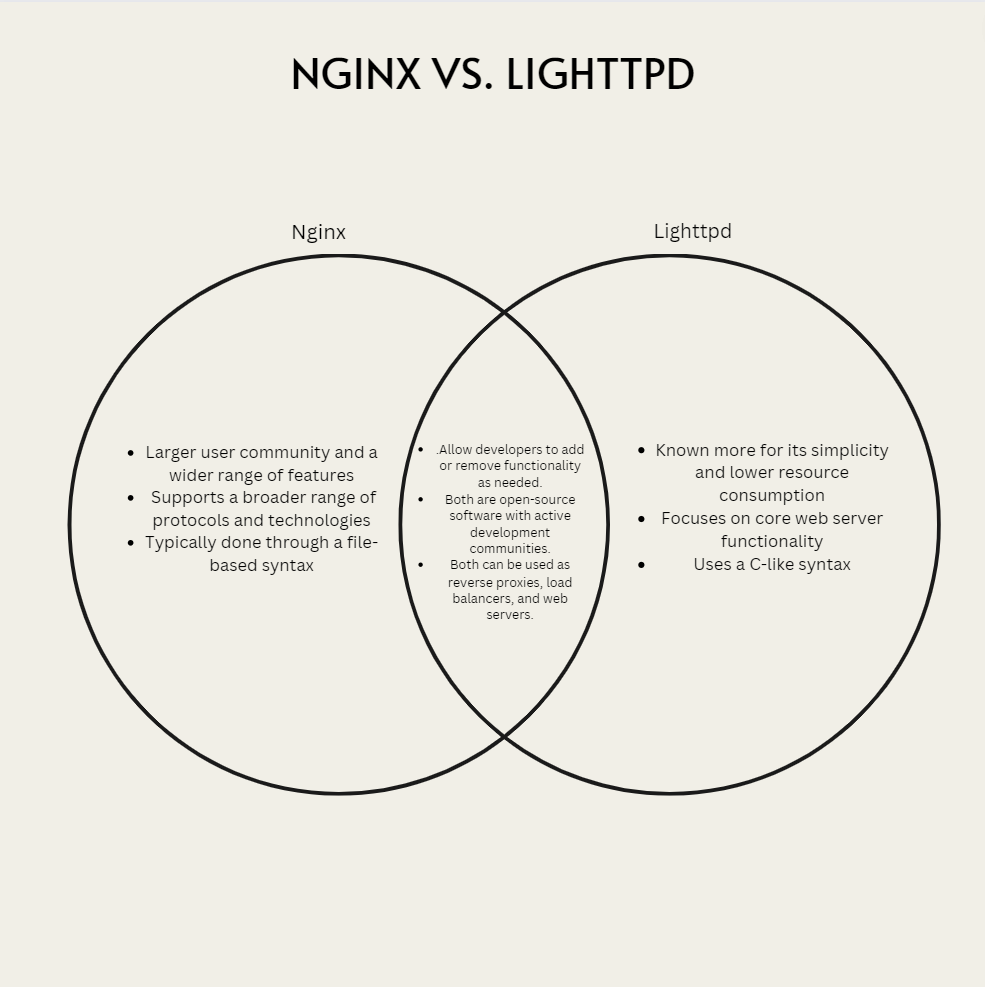 NGINX VS. LIGHTTPD
Nginx
Lighttpd
• Larger user community and a
wider range of features
• Supports a broader range of
protocols and technologies
• Typically done through a file-
based syntax
• .Allow developers to add
or remove functionality
as needed.
• Both are open-source
software with active
development
communities.
• Both can be used as
reverse proxies, load
balancers, and web
servers.
• Known more for its simplicity
and lower resource
consumption
• Focuses on core web server
functionality
• Uses a C-like syntax